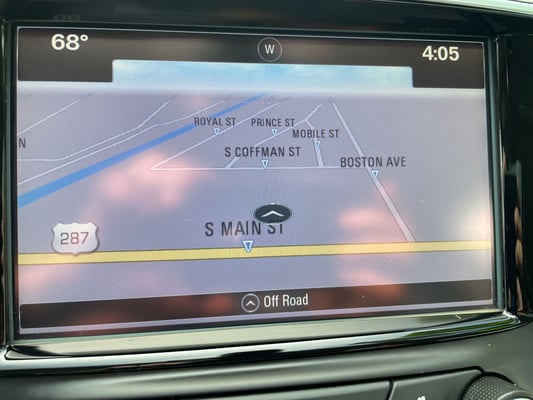 68°
W
4:05
N
ROYAL ST
PRINCE ST
MOBILE ST
S COFFMAN ST
BOSTON AVE
S MAIN ST
287
Off Road